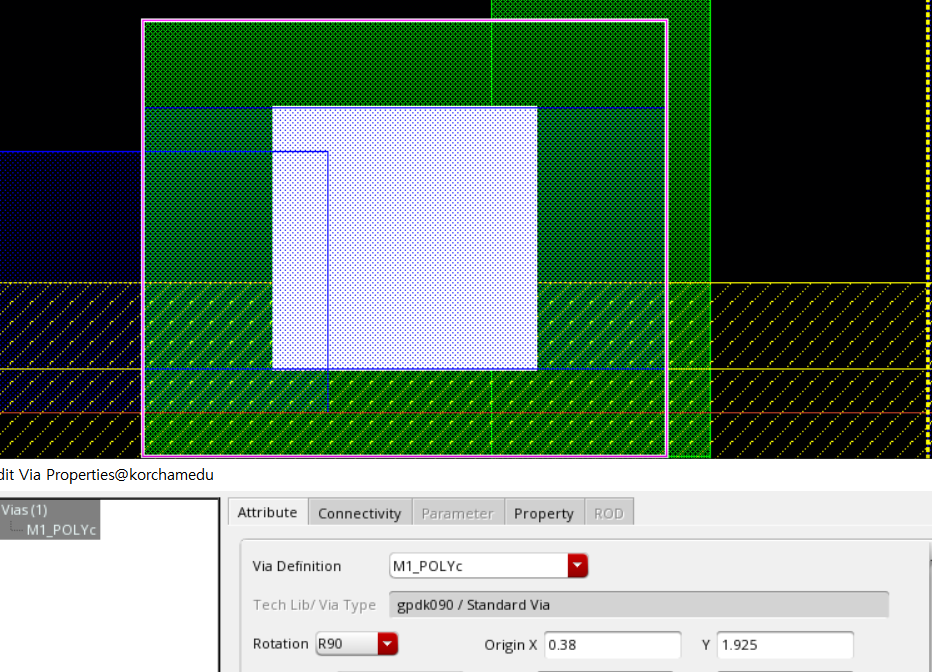 dit Via Properties@korchamedu
Vias (1)
M1_POLYc
Attribute Connectivity Parameter Property ROD
Via Definition M1_POLYc
Tech Lib/ Via Type gpdk090 / Standard Via
Rotation R90 Origin X 0.38 Y 1.925